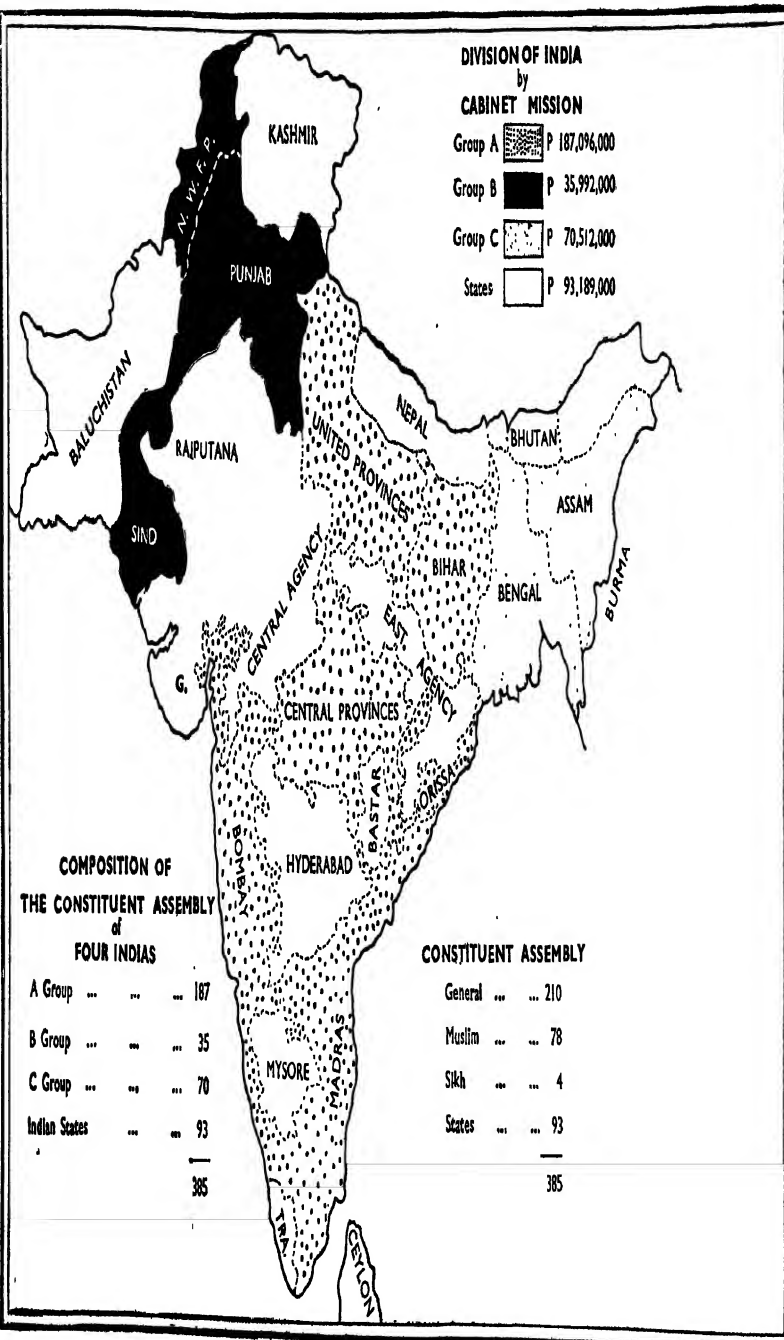 DIVISION OF INDIA
by
CABINET MISSION
Group A P 187,096,000
Group B P 35,992,000
Group C P 70,512,000
States P 93,189,000
KASHMIR
N. W. F. P.
PUNJAB
BALUCHISTAN
RAJPUTANA
NEPAL
BHUTAN
UNITED PROVINCES
ASSAM
SIND
BIHAR
BENGAL
BURMA
CENTRAL AGENCY
EAST. AGENCY
G.
CENTRAL PROVINCES
ORISSA
BASTAR
BOMBAY
HYDERABAD
MYSORE
MADRAS
TRA.
CEYLON
COMPOSITION OF
THE CONSTITUENT ASSEMBLY
of
FOUR INDIAS
A Group ... ... ... 187
B Group ... ... ... 35
C Group ... ... ... 70
Indian States ... ... 93
385
CONSTITUENT ASSEMBLY
General ... ... 210
Muslim ... ... 78
Sikh ... ... 4
States ... ... 93
385